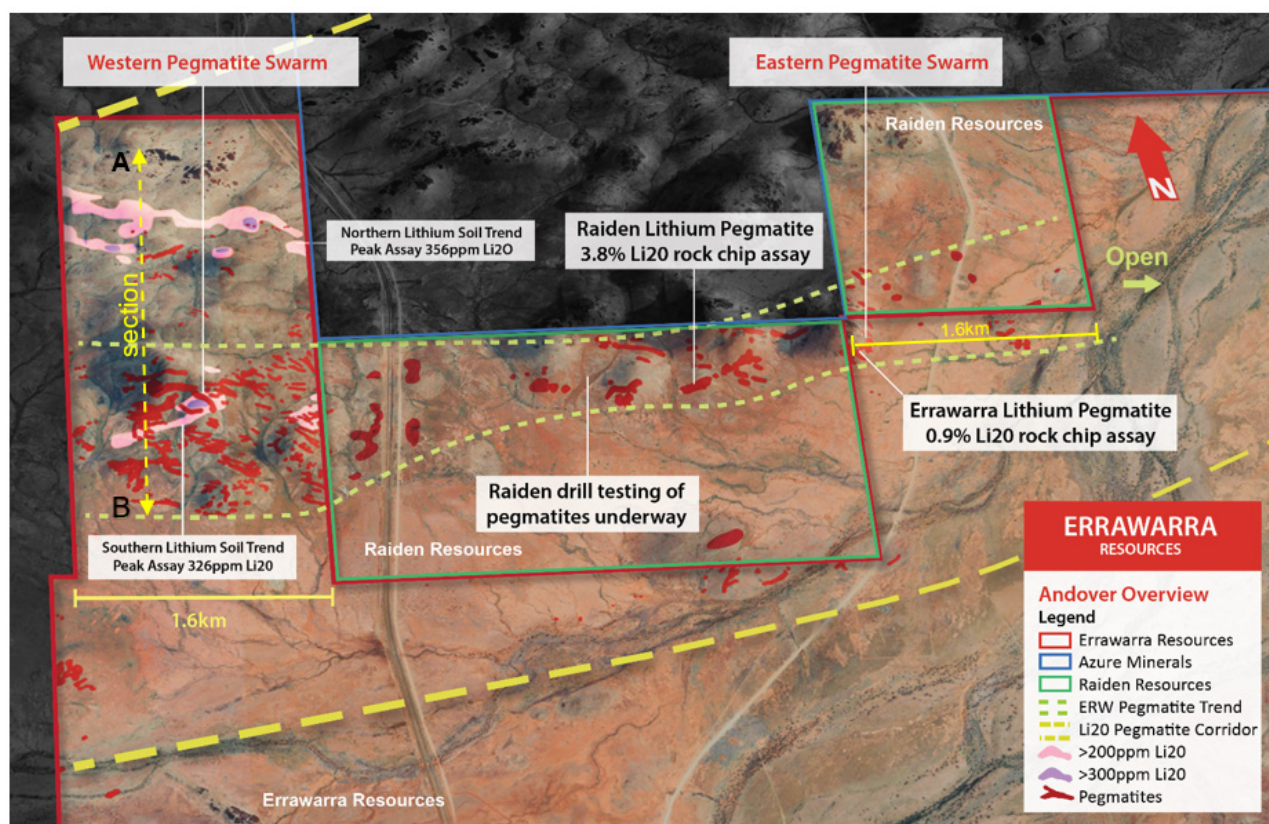 Western Pegmatite Swarm
Eastern Pegmatite Swarm
Raiden Resources
N
A
Northern Lithium Soil Trend
Peak Assay 356ppm Li2O
Raiden Lithium Pegmatite
3.8% Li20 rock chip assay
Open
section
1.6km
Errawarra Lithium Pegmatite
0.9% Li20 rock chip assay
Raiden drill testing of
pegmatites underway
B
Southern Lithium Soil Trend
Peak Assay 326ppm Li20
Raiden Resources
1.6km
Errawarra Resources
ERRAWARRA
RESOURCES
Andover Overview
Legend
Errawarra Resources
Azure Minerals
Raiden Resources
ERW Pegmatite Trend
Li20 Pegmatite Corridor
>200ppm Li20
>300ppm Li20
Pegmatites